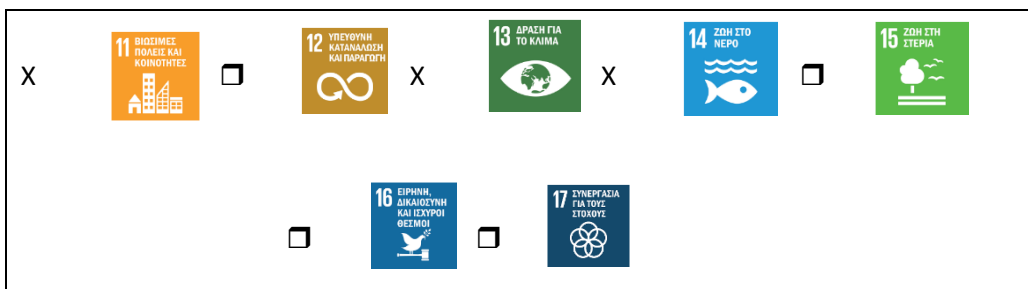 X 11 ΒΙΩΣΙΜΕΣ ΠΟΛΕΙΣ ΚΑΙ ΚΟΙΝΟΤΗΤΕΣ ❒ 12 ΥΠΕΥΘΥΝΗ ΚΑΤΑΝΑΛΩΣΗ ΚΑΙ ΠΑΡΑΓΩΓΗ X 13 ΔΡΑΣΗ ΓΙΑ ΤΟ ΚΛΙΜΑ X 14 ΖΩΗ ΣΤΟ ΝΕΡΟ ❒ 15 ΖΩΗ ΣΤΗ ΣΤΕΡΙΑ
❒ 16 ΕΙΡΗΝΗ, ΔΙΚΑΙΟΣΥΝΗ ΚΑΙ ΙΣΧΥΡΟΙ ΘΕΣΜΟΙ ❒ 17 ΣΥΝΕΡΓΑΣΙΑ ΓΙΑ ΤΟΥΣ ΣΤΟΧΟΥΣ